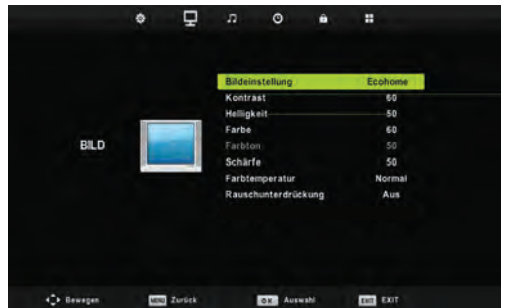 Bildeinstellung Ecohome
Kontrast 60
Helligkeit 50
Farbe 60
Farbton 50
Schärfe 50
Farbtemperatur Normal
Rauschunterdrückung Aus
BILD
Bewegen MENU Zurück OK Auswahl EXIT EXIT